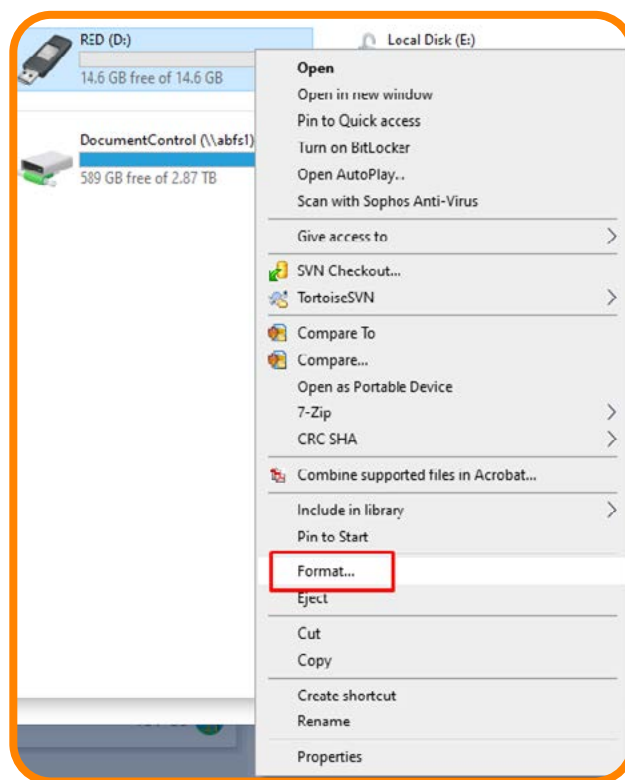 RED (D:)
14.6 GB free of 14.6 GB
Local Disk (E:)
DocumentControl (\\abfs1)
589 GB free of 2.87 TB
Open
Open in new window
Pin to Quick access
Turn on BitLocker
Open AutoPlay...
Scan with Sophos Anti-Virus
Give access to
SVN Checkout...
TortoiseSVN
Compare To
Compare...
Open as Portable Device
7-Zip
CRC SHA
Combine supported files in Acrobat...
Include in library
Pin to Start
Format...
Eject
Cut
Copy
Create shortcut
Rename
Properties